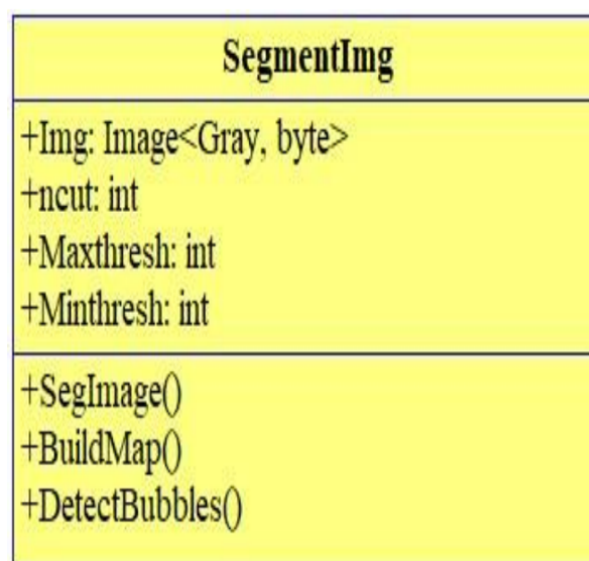 SegmentImg
+Img: Image<Gray, byte>
+ncut: int
+Maxthresh: int
+Minthresh: int
+SegImage()
+BuildMap()
+DetectBubbles()